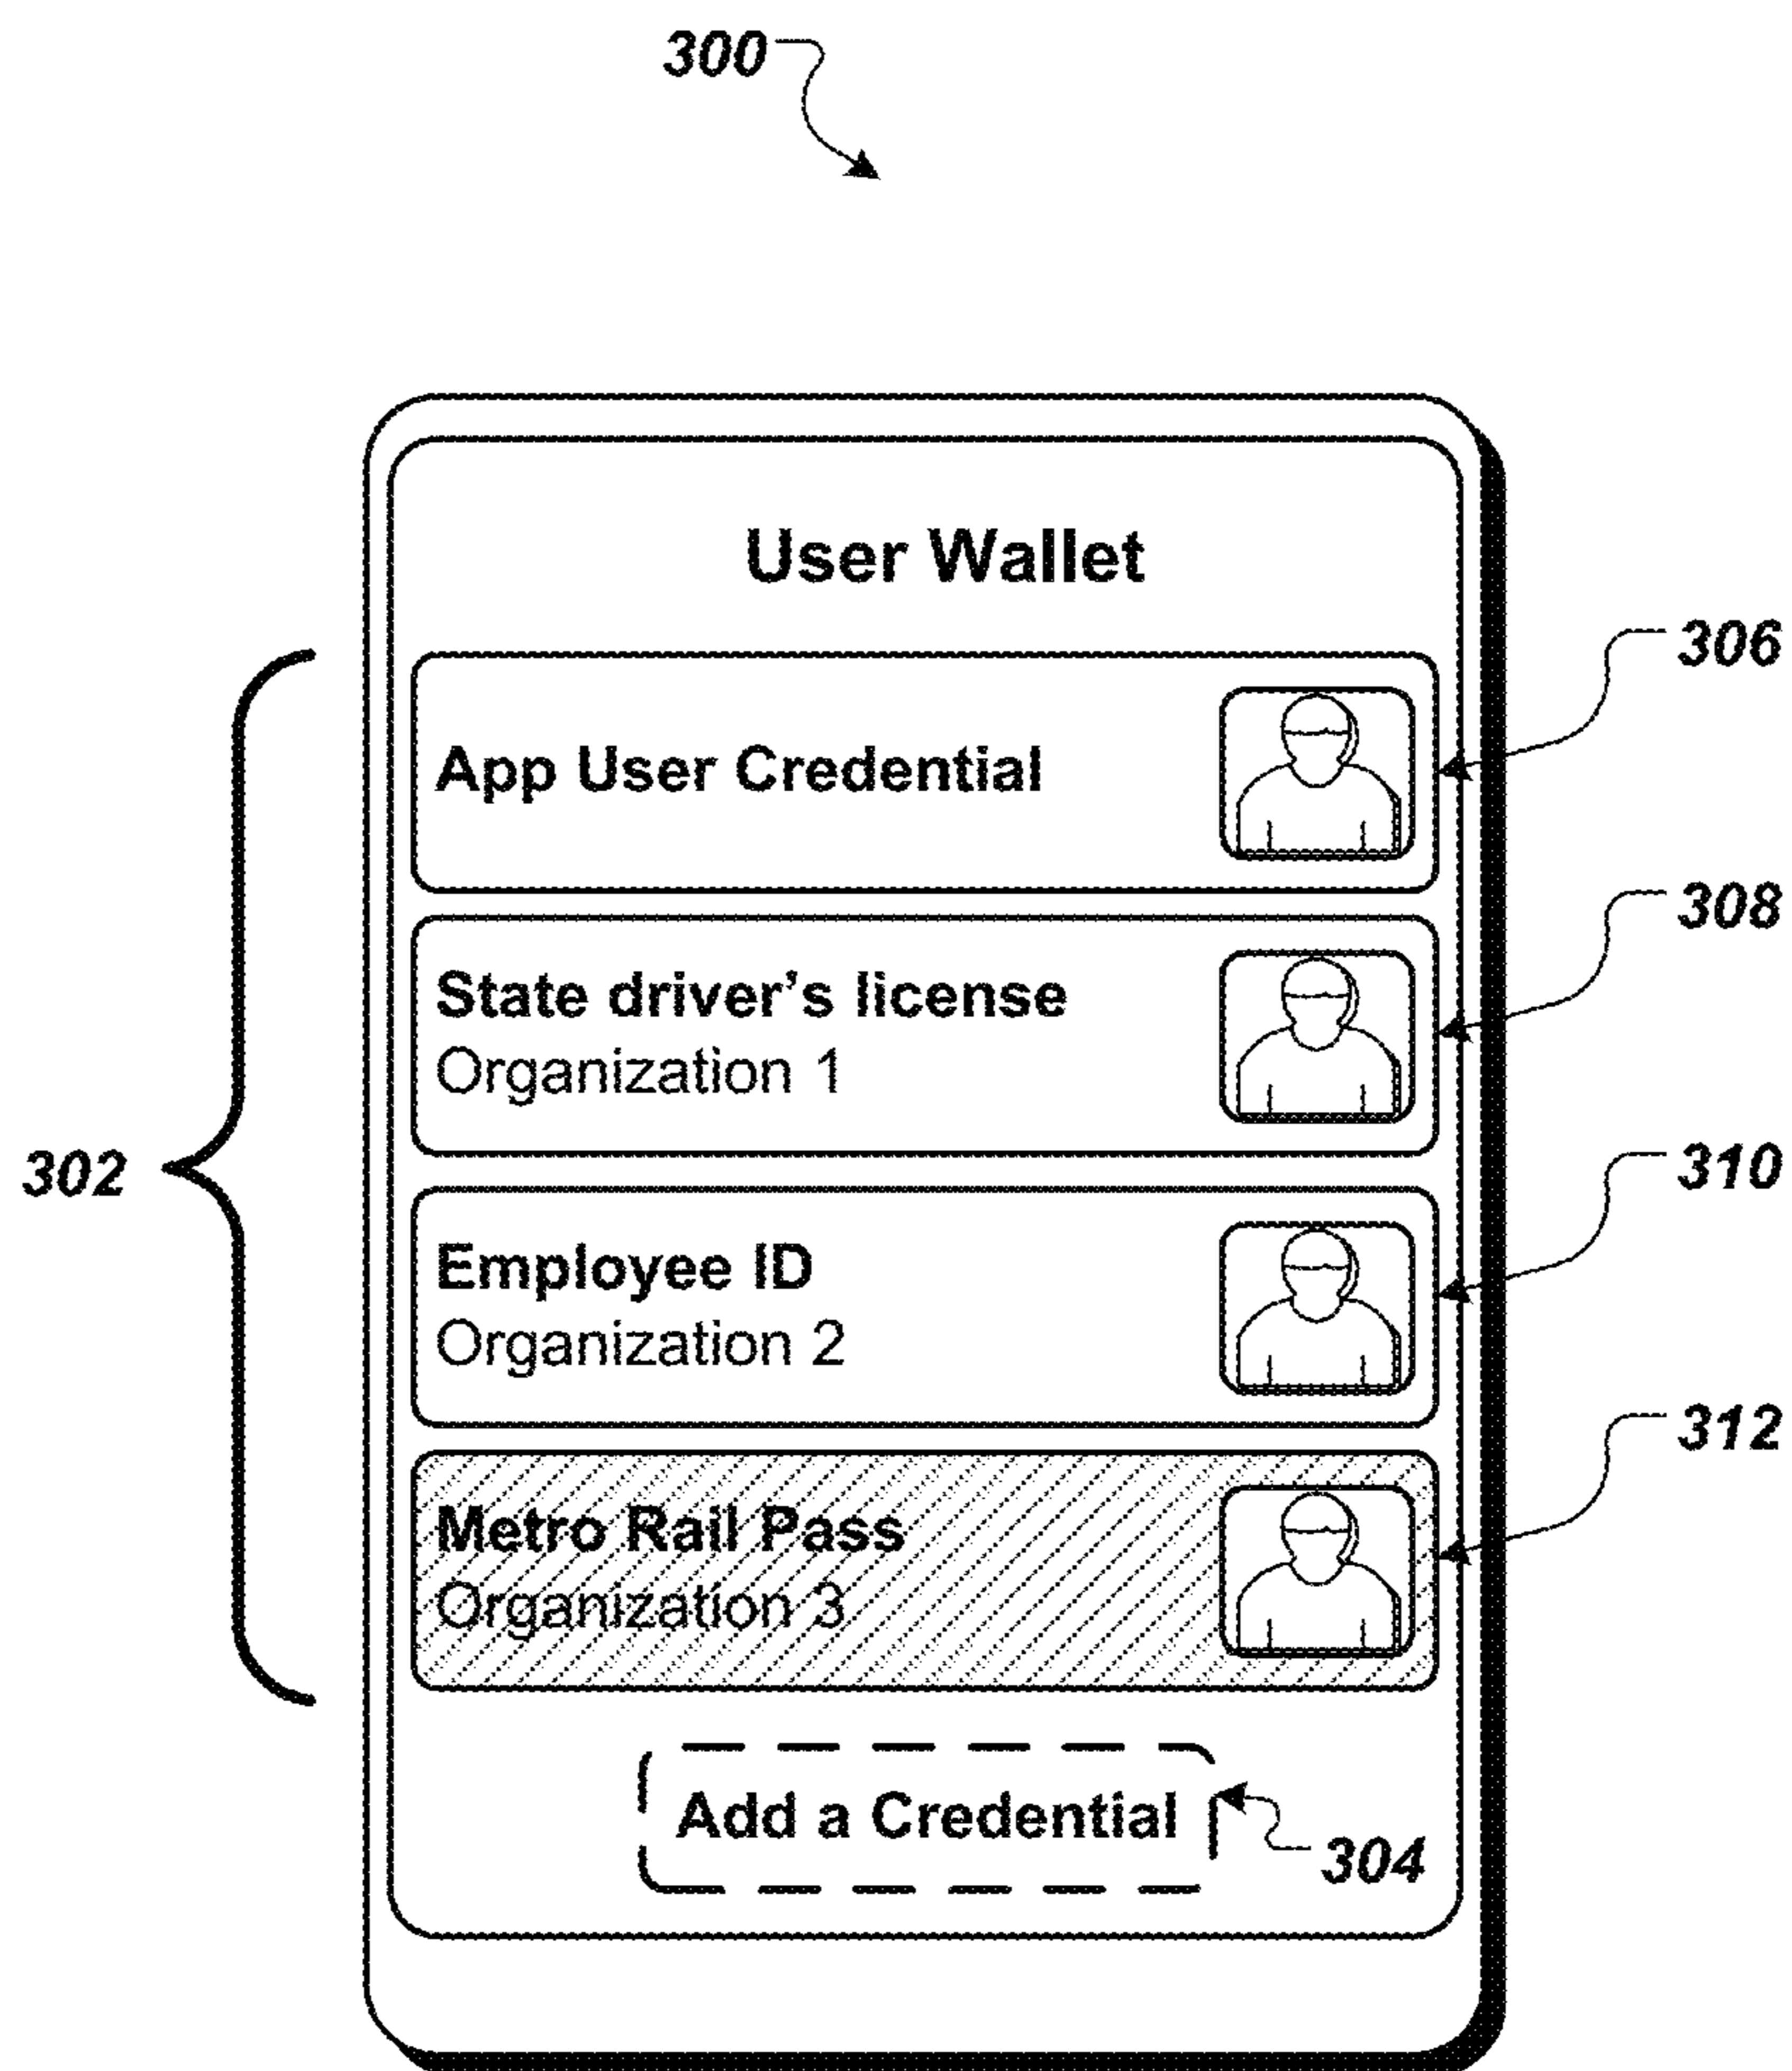 300
User Wallet
306
App User Credential
308
State driver's license
Organization 1
302
310
Employee ID
Organization 2
312
Metro Rail Pass
Organization 3
Add a Credential
304